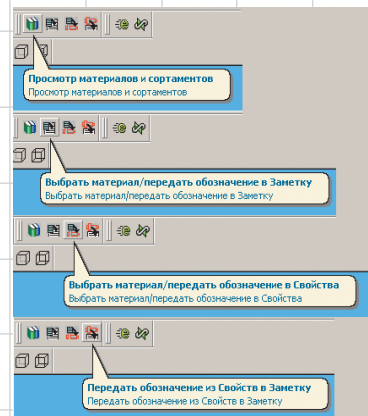 Просмотр материалов и сортаментов
Просмотр материалов и сортаментов
Выбрать материал/передать обозначение в Заметку
Выбрать материал/передать обозначение в Заметку
Выбрать материал/передать обозначение в Свойства
Выбрать материал/передать обозначение в Свойства
Передать обозначение из Свойств в Заметку
Передать обозначение из Свойств в Заметку